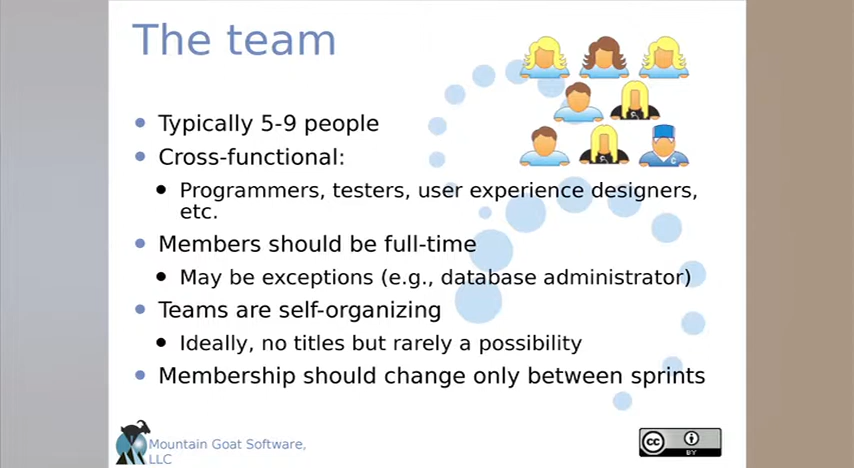 The team
Typically 5-9 people
Cross-functional:
Programmers, testers, user experience designers,
etc.
Members should be full-time
May be exceptions (e.g., database administrator)
Teams are self-organizing
Ideally, no titles but rarely a possibility
Membership should change only between sprints
Mountain Goat Software,
LLC
cc
BY
C